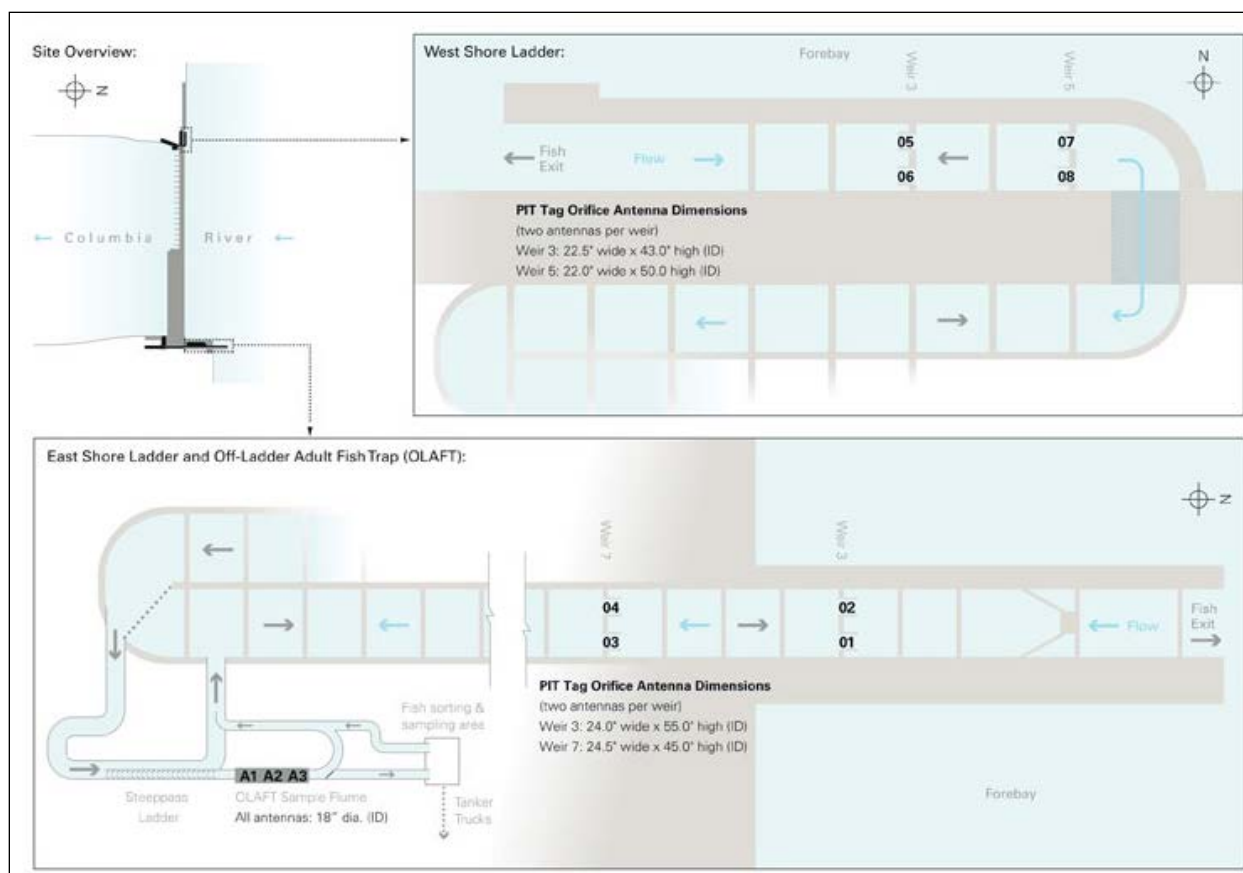 Site Overview:
N
Columbia River
West Shore Ladder:
Forebay
Weir 3
Weir 5
N
05
07
Fish
Exit
Flow
06
08
PIT Tag Orifice Antenna Dimensions
(two antennas per weir)
Weir 3: 22.5" wide x 43.0" high (ID)
Weir 5: 22.0" wide x 50.0 high (ID)
East Shore Ladder and Off-Ladder Adult Fish Trap (OLAFT):
N
Weir 7
Weir 3
04
02
Fish
Exit
Flow
03
01
PIT Tag Orifice Antenna Dimensions
(two antennas per weir)
Weir 3: 24.0" wide x 55.0" high (ID)
Weir 7: 24.5" wide x 45.0" high (ID)
Fish sorting &
sampling area
A1 A2 A3
Steeppass
Ladder
OLAFT Sample Flume
All antennas: 18" dia. (ID)
Tanker
Trucks
Forebay